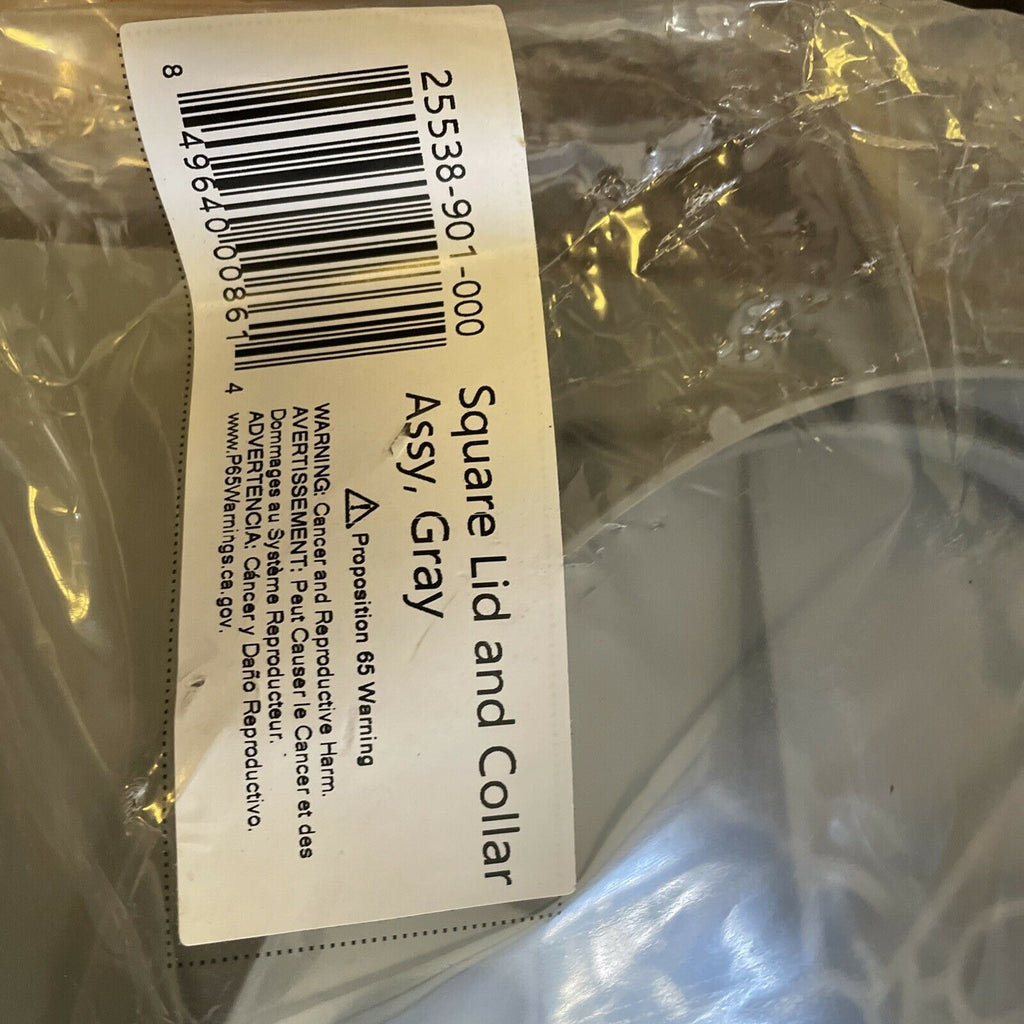 25538-901-000
8 49640 00861 4
Square Lid and Collar
Assy, Gray
Proposition 65 Warning
WARNING: Cancer and Reproductive Harm.
AVERTISSEMENT: Peut Causer le Cancer et des
Dommages au Système Reproducteur.
ADVERTENCIA: Cáncer y Daño Reproductivo.
www.P65Warnings.ca.gov.